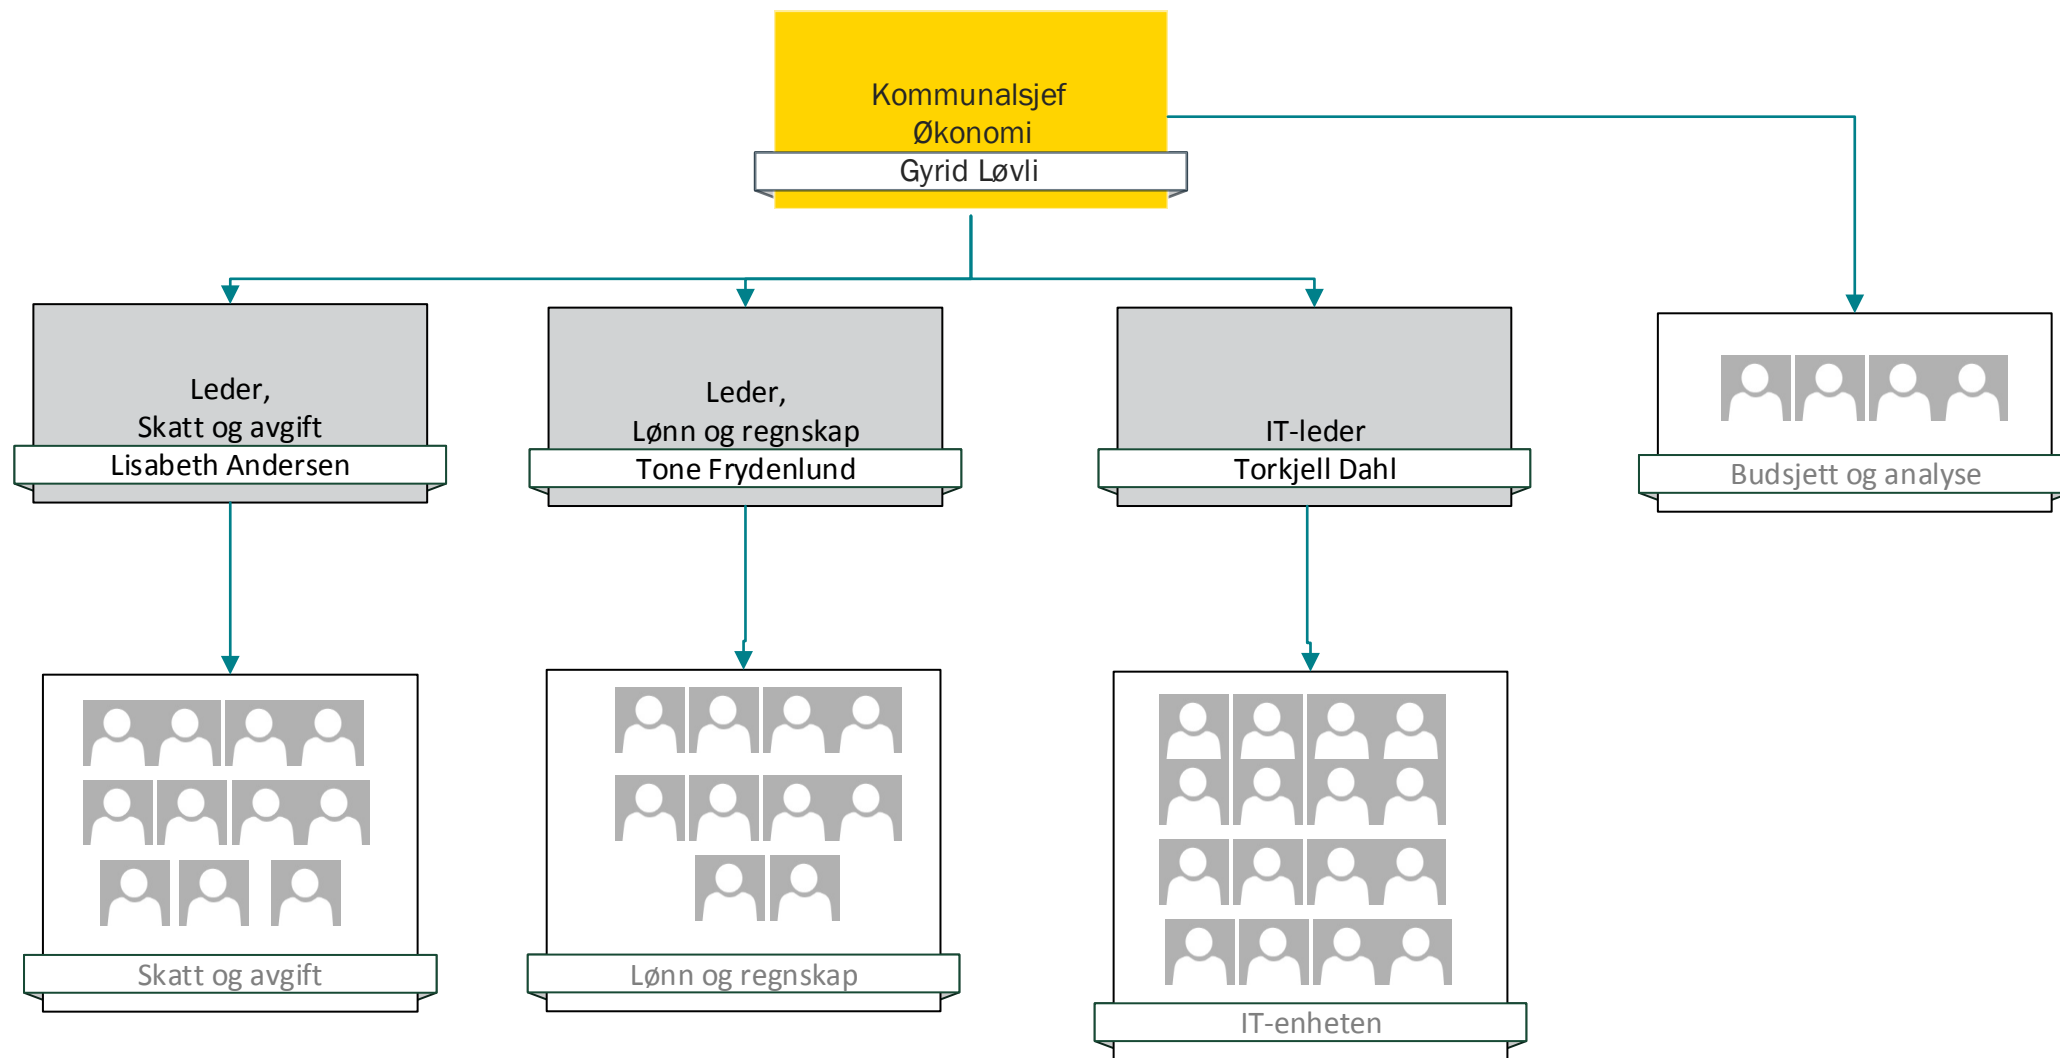 Kommunalsjef
Økonomi
Gyrid Løvli
Leder,
Skatt og avgift
Lisabeth Andersen
Leder,
Lønn og regnskap
Tone Frydenlund
IT-leder
Torkjell Dahl
Budsjett og analyse
Skatt og avgift
Lønn og regnskap
IT-enheten